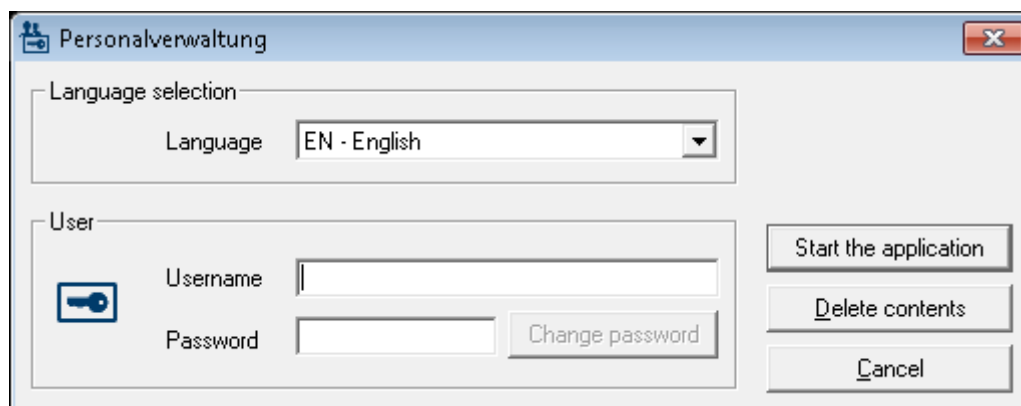 Personalverwaltung
Language selection
Language
EN - English
User
Username
Password
Change password
Start the application
Delete contents
Cancel